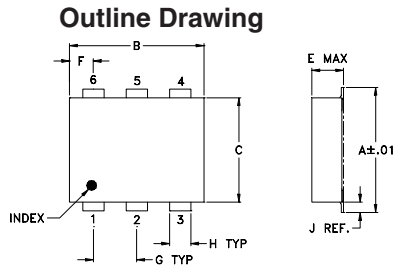 Outline Drawing
B
F
E MAX
6 5 4
C
A±.01
INDEX
1 2 3
J REF.
H TYP
G TYP